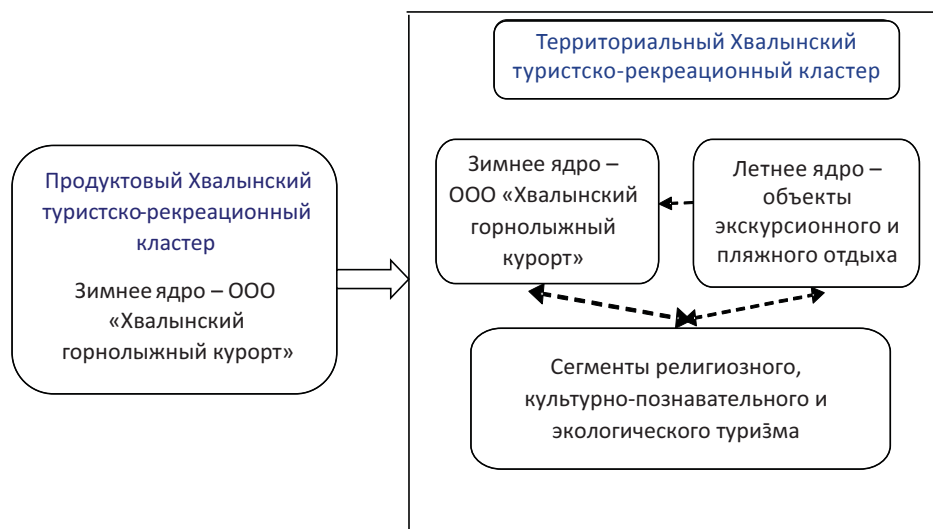 Территориальный Хвалынский
туристско-рекреационный кластер
Продуктовый Хвалынский
туристско-рекреационный
кластер
Зимнее ядро – ООО
«Хвалынский
горнолыжный курорт»
Зимнее ядро –
ООО «Хвалынский
горнолыжный
курорт»
Летнее ядро –
объекты
экскурсионного и
пляжного отдыха
Сегменты религиозного,
культурно-познавательного и
экологического туризма